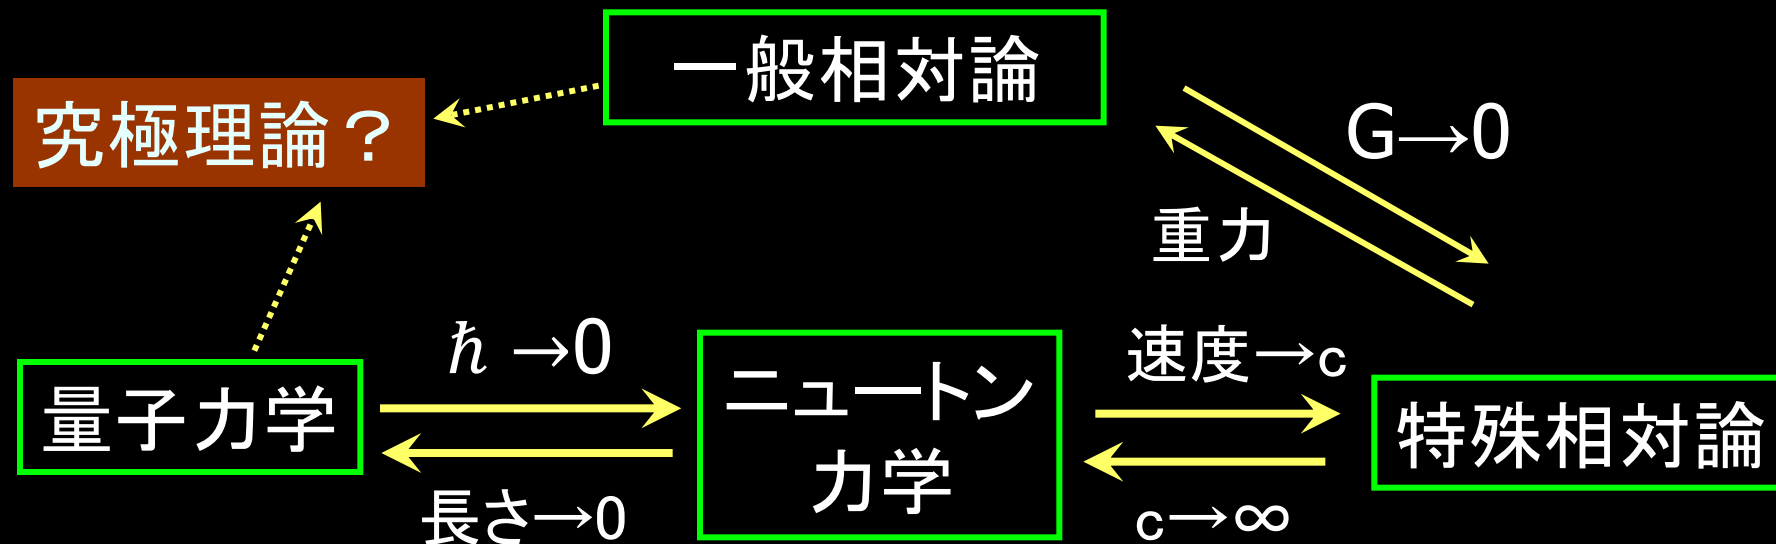 一般相対論
究極理論？
G→0
重力
ℏ →0
速度→c
量子力学
ニュートン
力学
特殊相対論
長さ→0
c→∞